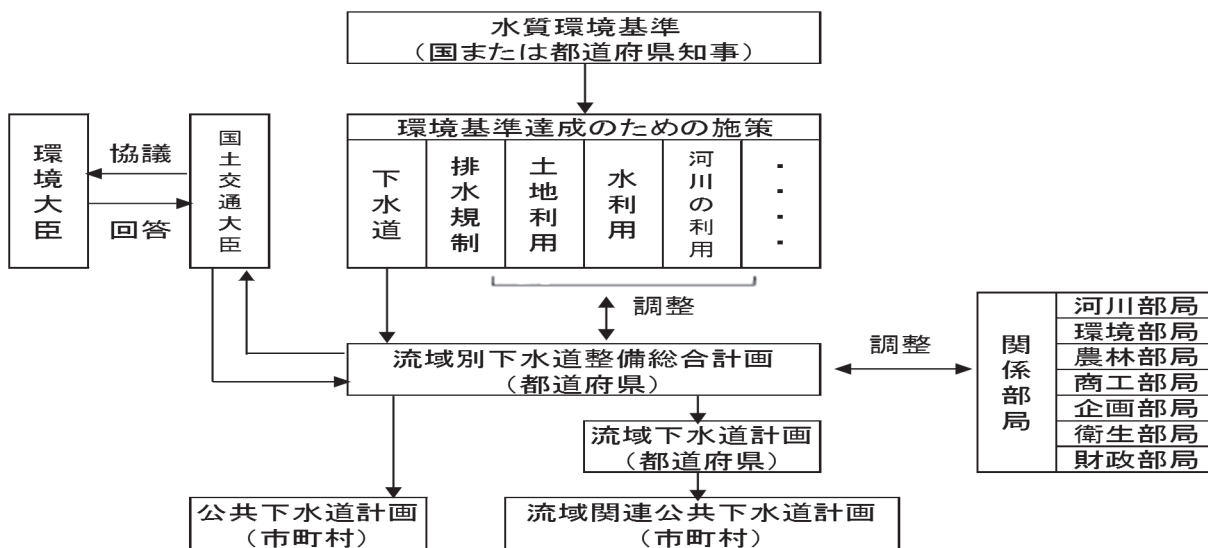 水質環境基準
(国または都道府県知事)
環境基準達成のための施策
下水道
排水規制
土地利用
水利用
河川の利用
・・・・
環境大臣
協議
回答
国土交通大臣
調整
流域別下水道整備総合計画
(都道府県)
調整
関係部局
河川部局
環境部局
農林部局
商工部局
企画部局
衛生部局
財政部局
流域下水道計画
(都道府県)
公共下水道計画
(市町村)
流域関連公共下水道計画
(市町村)